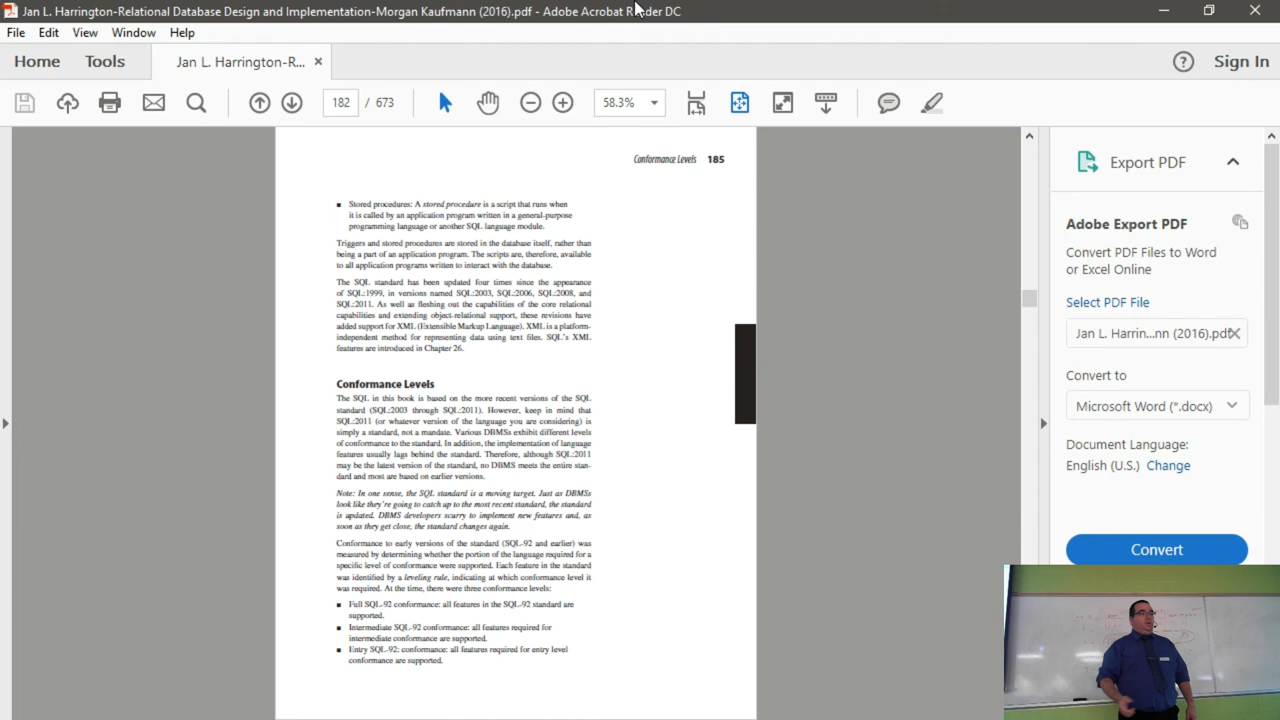 Jan L. Harrington-Relational Database Design and Implementation-Morgan Kaufmann (2016).pdf - Adobe Acrobat Reader DC
File Edit View Window Help
Home Tools Jan L. Harrington-R... Sign In
182 / 673 58.3%
Conformance Levels 185
▪ Stored procedures: A stored procedure is a script that runs when
it is called by an application program written in a general-purpose
programming language or another SQL language module.
Triggers and stored procedures are stored in the database itself, rather than
being a part of an application program. The scripts are, therefore, available
to all application programs written to interact with the database.
The SQL standard has been updated four times since the appearance
of SQL:1999, in versions named SQL:2003, SQL:2006, SQL:2008, and
SQL:2011. As well as fleshing out the capabilities of the core relational
capabilities and extending object-relational support, these revisions have
added support for XML (Extensible Markup Language). XML is a platform-
independent method for representing data using text files. SQL's XML
features are introduced in Chapter 26.
Conformance Levels
The SQL in this book is based on the more recent versions of the SQL
standard (SQL:2003 through SQL:2011). However, keep in mind that
SQL:2011 (or whatever version of the language you are considering) is
simply a standard, not a mandate. Various DBMSs exhibit different levels
of conformance to the standard. In addition, the implementation of language
features usually lags behind the standard. Therefore, although SQL:2011
may be the latest version of the standard, no DBMS meets the entire stan-
dard and most are based on earlier versions.
Note: In one sense, the SQL standard is a moving target. Just as DBMSs
look like they're going to catch up to the most recent standard, the standard
is updated. DBMS developers scurry to implement new features and, as
soon as they get close, the standard changes again.
Conformance to early versions of the standard (SQL-92 and earlier) was
measured by determining whether the portion of the language required for a
specific level of conformance were supported. Each feature in the standard
was identified by a leveling rule, indicating at which conformance level it
was required. At the time, there were three conformance levels:
▪ Full SQL-92 conformance: all features in the SQL-92 standard are
supported.
▪ Intermediate SQL-92 conformance: all features required for
intermediate conformance are supported.
▪ Entry SQL-92: conformance: all features required for entry level
conformance are supported.
Export PDF
Adobe Export PDF
Convert PDF Files to Word
or Excel Online
Select PDF File
Jan L. Harrin...nn (2016).pdf
Convert to
Microsoft Word (*.docx)
Document Language:
English (U.S.) Change
Convert